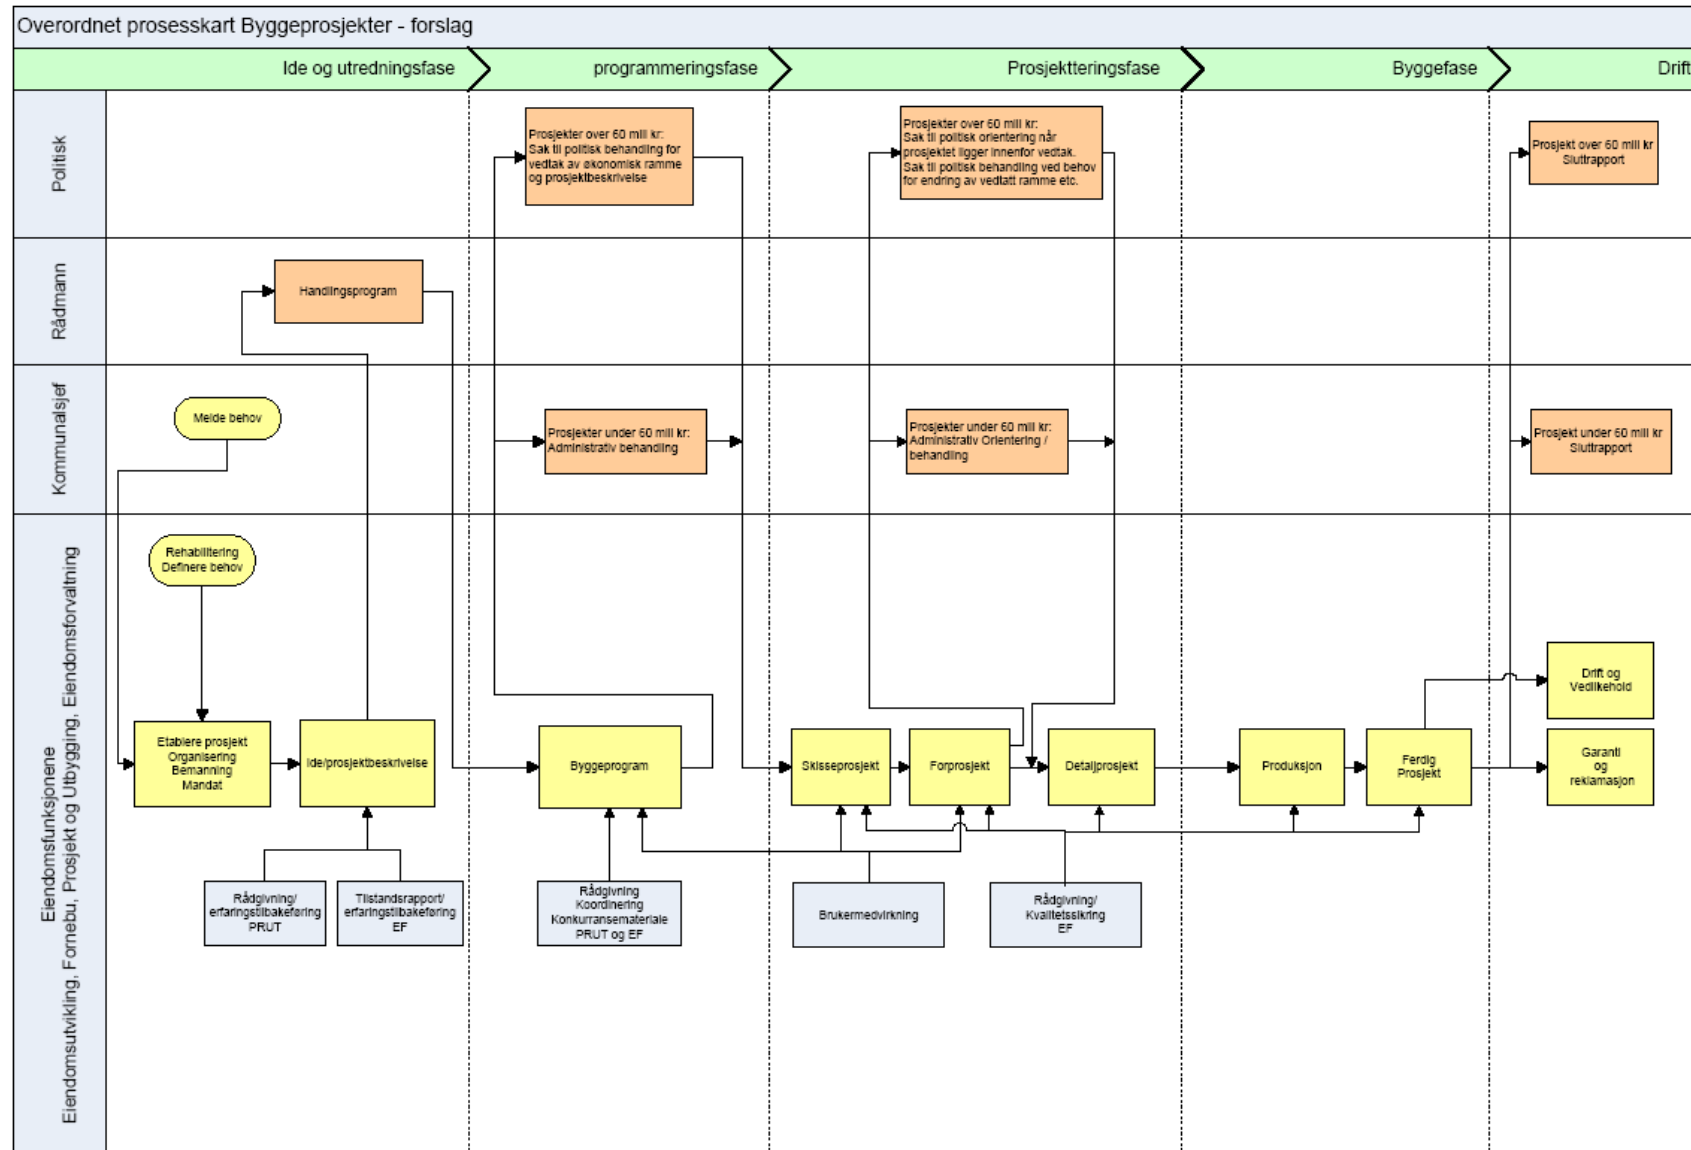 Overordnet prosesskart Byggeprosjekter - forslag
Ide og utredningsfase
programmeringsfase
Prosjektteringsfase
Byggefase
Drift
Politisk
Prosjekter over 60 mill kr:
Sak til politisk behandling for
vedtak av økonomisk ramme
og prosjektbeskrivelse
Prosjekter over 60 mill kr:
Sak til politisk orientering når
prosjektet ligger innenfor vedtak.
Sak til politisk behandling ved behov
for endring av vedtatt ramme etc.
Prosjekt over 60 mill kr
Sluttrapport
Rådmann
Handlingsprogram
Kommunalsjef
Melde behov
Prosjekter under 60 mill kr:
Administrativ behandling
Prosjekter under 60 mill kr:
Administrativ Orientering /
behandling
Prosjekt under 60 mill kr
Sluttrapport
Eiendomsfunksjonene
Eiendomsutvikling, Fornebu, Prosjekt og Utbygging, Eiendomsforvaltning
Rehabilitering
Definere behov
Etablere prosjekt
Organisering
Bemanning
Mandat
Ide/prosjektbeskrivelse
Byggeprogram
Skisseprosjekt
Forprosjekt
Detaljprosjekt
Produksjon
Ferdig
Prosjekt
Drift og
Vedlikehold
Garanti
og
reklamasjon
Rådgivning/
erfaringstilbakeføring
PRUT
Tilstandsrapport/
erfaringstilbakeføring
EF
Rådgivning
Koordinering
Konkurransemateriale
PRUT og EF
Brukermedvirkning
Rådgivning/
Kvalitetssikring
EF